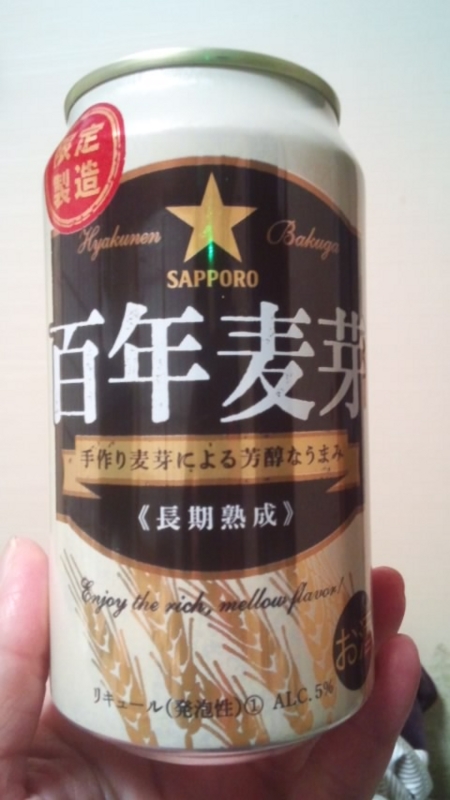 限定
製造
Hyakunen Bakuga
SAPPORO
百年麦芽
手作り麦芽による芳醇なうまみ
《長期熟成》
Enjoy the rich, mellow flavor!
お酒
リキュール(発泡性)① ALC.5%